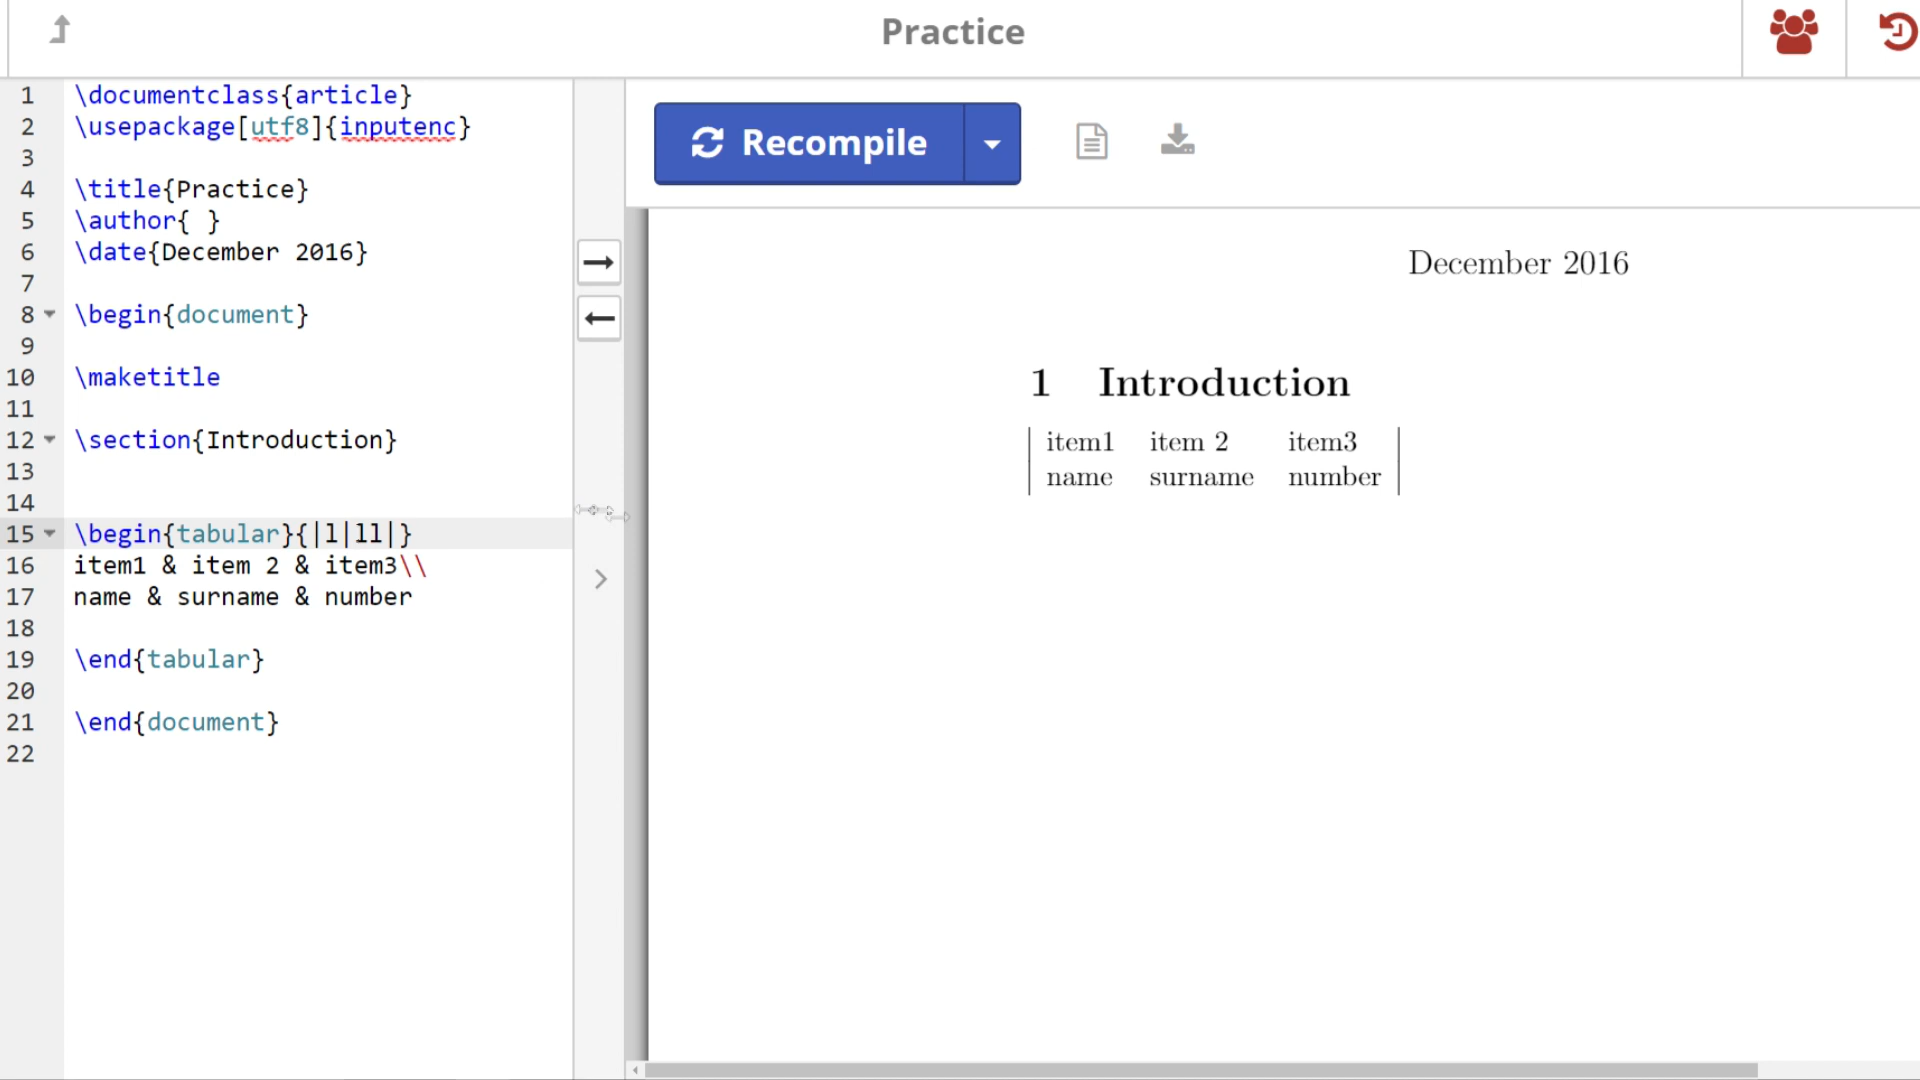 Practice
1 \documentclass{article}
2 \usepackage[utf8]{inputenc}
3
4 \title{Practice}
5 \author{ }
6 \date{December 2016}
7
8 \begin{document}
9
10 \maketitle
11
12 \section{Introduction}
13
14
15 \begin{tabular}{|l|ll|}
16 item1 & item 2 & item3\\
17 name & surname & number
18
19 \end{tabular}
20
21 \end{document}
22
Recompile
December 2016
1 Introduction
item1 item 2 item3
name surname number